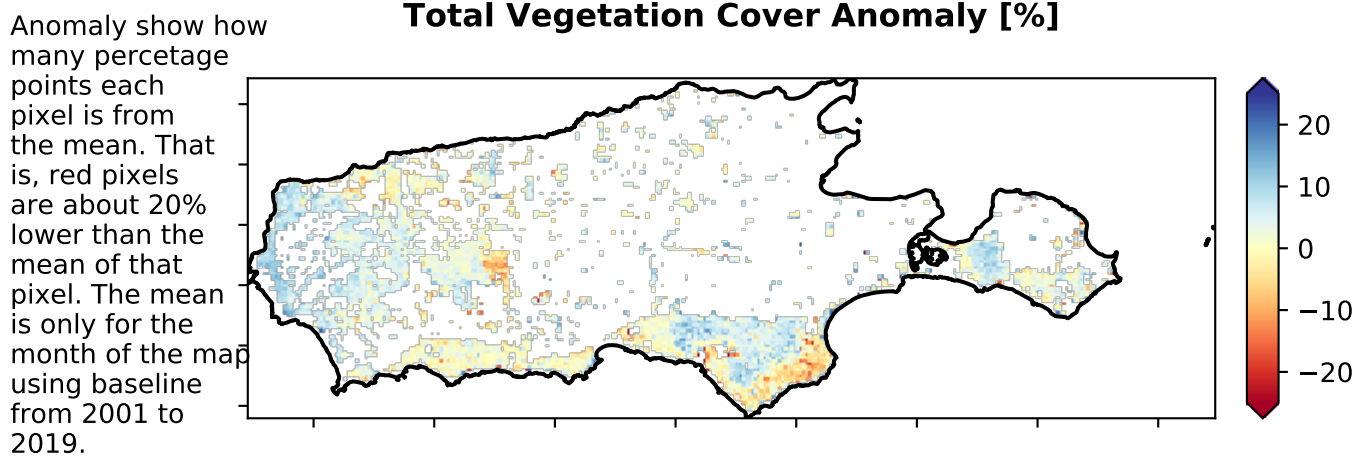 Total Vegetation Cover Anomaly [%]
Anomaly show how
many percetage
points each
pixel is from
the mean. That
is, red pixels
are about 20%
lower than the
mean of that
pixel. The mean
is only for the
month of the map
using baseline
from 2001 to
2019.
20
10
0
−10
−20